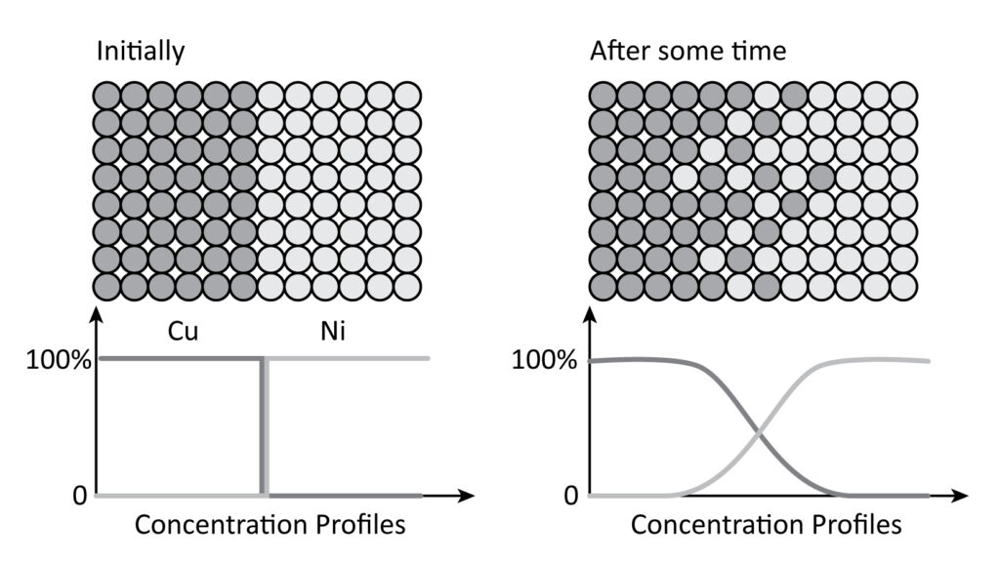 Initially
After some time
Cu
Ni
100%
0
Concentration Profiles
100%
0
Concentration Profiles